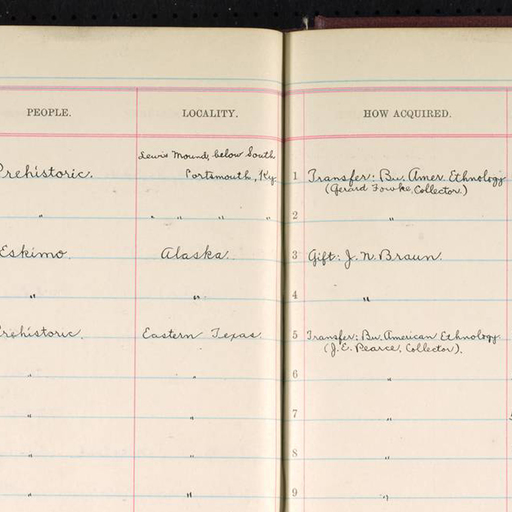 PEOPLE. LOCALITY. HOW ACQUIRED.
Lewis Mound, below South
Prehistoric. Portsmouth, Ky 1 Transfer: Bu. Amer. Ethnology
(Gerard Fowke, Collector)
" " " " " 2 "
Eskimo. Alaska. 3 Gift: J. N. Braun.
" " 4 "
Prehistoric. Eastern Texas. 5 Transfer: Bu. American Ethnology
(J. E. Pearce, Collector).
" " 6 "
" " 7 "
" " 8 "
" " 9 "